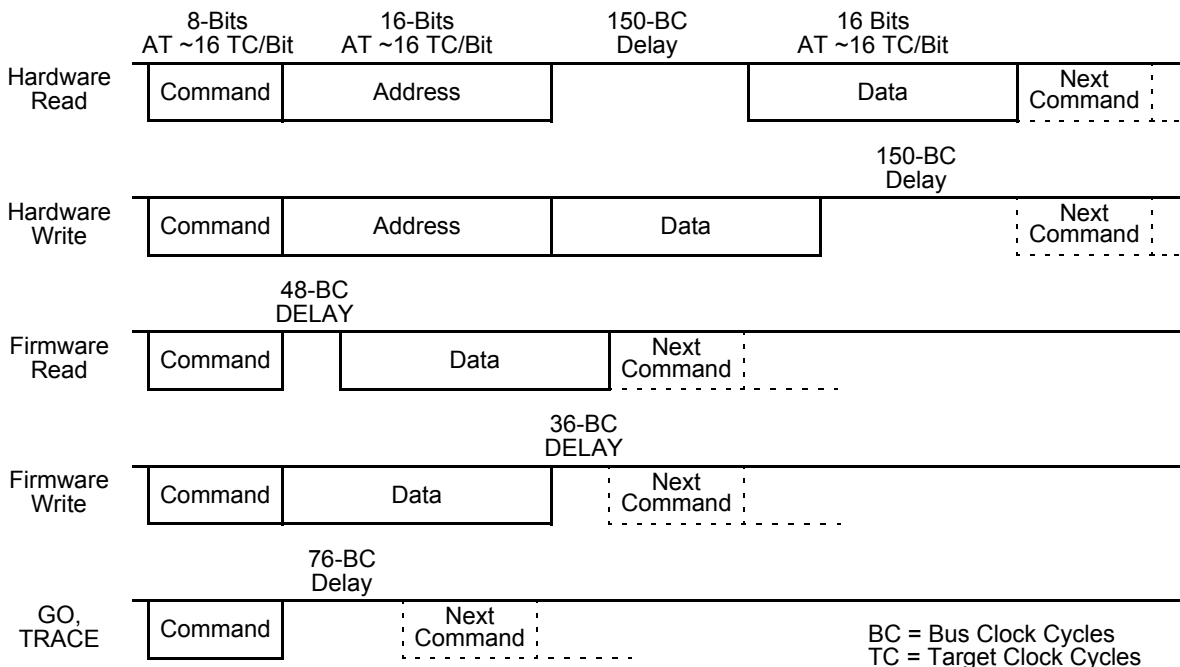 8-Bits
AT ~16 TC/Bit
16-Bits
AT ~16 TC/Bit
150-BC
Delay
16 Bits
AT ~16 TC/Bit
Hardware
Read
Command
Address
Data
Next
Command
150-BC
Delay
Hardware
Write
Command
Address
Data
Next
Command
48-BC
DELAY
Firmware
Read
Command
Data
Next
Command
36-BC
DELAY
Firmware
Write
Command
Data
Next
Command
76-BC
Delay
GO,
TRACE
Command
Next
Command
BC = Bus Clock Cycles
TC = Target Clock Cycles